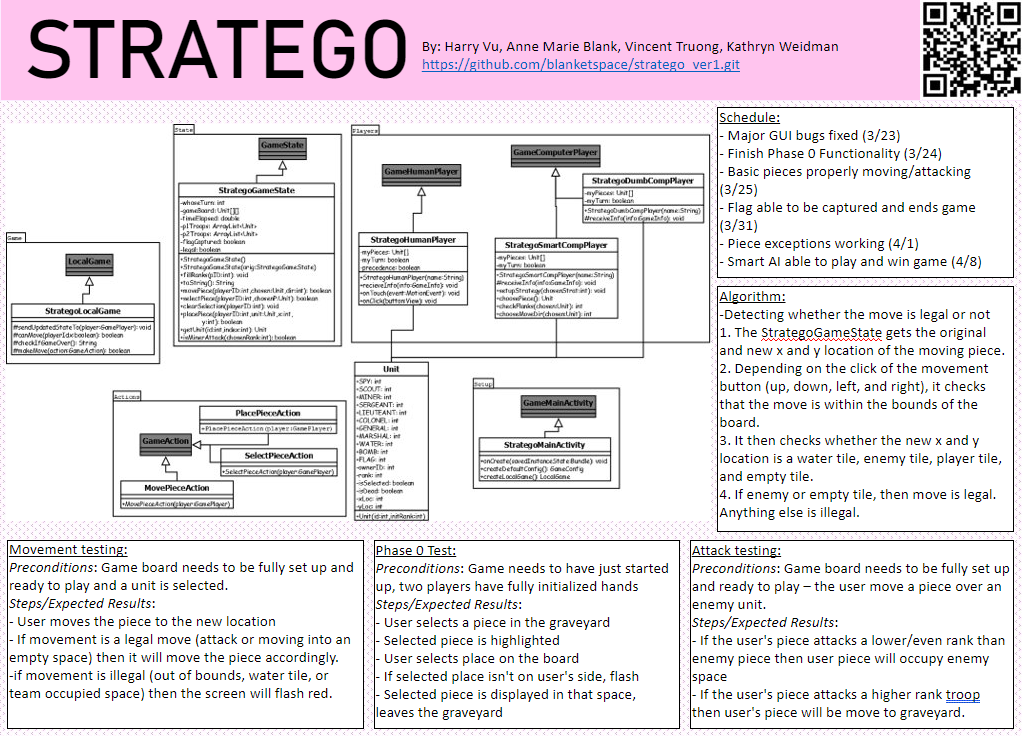 STRATEGO
By: Harry Vu, Anne Marie Blank, Vincent Truong, Kathryn Weidman
https://github.com/blanketspace/stratego_ver1.git
Schedule:
- Major GUI bugs fixed (3/23)
- Finish Phase 0 Functionality (3/24)
- Basic pieces properly moving/attacking
(3/25)
- Flag able to be captured and ends game
(3/31)
- Piece exceptions working (4/1)
- Smart AI able to play and win game (4/8)
State
GameState
StrategoGameState
-whoseTurn: int
-gameBoard: Unit[][]
-timeElapsed: double
-p1Troops: ArrayList<Unit>
-p2Troops: ArrayList<Unit>
-flagCaptured: boolean
-legal: boolean
+StrategoGameState()
+StrategoGameState(orig:StrategoGameState)
+fillRanks(pID:int): void
+toString(): String
+movePiece(playerID:int,chosenU:Unit,dir:int): boolean
+selectPiece(playerID:int,chosenP:Unit): boolean
+clearSelection(playerID:int): void
+placePiece(playerID:int,unit:Unit,x:int,
y:int): boolean
+getUnit(id:int,index:int): Unit
+isMinerAttack(chosenRank:int): boolean
Players
GameHumanPlayer
GameComputerPlayer
StrategoDumbCompPlayer
-myPieces: Unit[]
-myTurn: boolean
+StrategoDumbCompPlayer(name:String)
#receiveInfo(info:GameInfo): void
StrategoHumanPlayer
-myPieces: Unit[]
-myTurn: boolean
-precedence: boolean
+StrategoHumanPlayer(name:String)
+recieveInfo(info:GameInfo): void
+onTouch(event:MotionEvent): void
+onClick(button:View): void
StrategoSmartCompPlayer
-myPieces: Unit[]
-myTurn: boolean
+StrategoSmartCompPlayer(name:String)
#receiveInfo(info:GameInfo): void
+setupStrategy(chosenStrat:int): void
+choosePiece(): Unit
+checkFlanks(chosenU:int): int
+chooseMoveDir(chosenU:int): int
Game
LocalGame
StrategoLocalGame
#sendUpdatedStateTo(player:GamePlayer): void
#canMove(playerIdx:boolean): boolean
#checkIfGameOver(): String
#makeMove(action:GameAction): boolean
Algorithm:
-Detecting whether the move is legal or not
1. The StrategoGameState gets the original
and new x and y location of the moving piece.
2. Depending on the click of the movement
button (up, down, left, and right), it checks
that the move is within the bounds of the
board.
3. It then checks whether the new x and y
location is a water tile, enemy tile, player tile,
and empty tile.
4. If enemy or empty tile, then move is legal.
Anything else is illegal.
Unit
+SPY: int
+SCOUT: int
+MINER: int
+SERGEANT: int
+LIEUTEANT: int
+COLONEL: int
+GENERAL: int
+MARSHAL: int
+WATER: int
+BOMB: int
+FLAG: int
-ownerID: int
-rank: int
-isSelected: boolean
-isDead: boolean
-xLoc: int
-yLoc: int
+Unit(id:int,initRank:int)
Setup
GameMainActivity
StrategoMainActivity
+onCreate(savedInstanceState:Bundle): void
+createDefaultConfig(): GameConfig
+createLocalGame(): LocalGame
Actions
PlacePieceAction
+PlacePieceAction(player:GamePlayer)
GameAction
SelectPieceAction
+SelectPieceAction(player:GamePlayer)
MovePieceAction
+MovePieceAction(player:GamePlayer)
Movement testing:
Preconditions: Game board needs to be fully set up and
ready to play and a unit is selected.
Steps/Expected Results:
- User moves the piece to the new location
- If movement is a legal move (attack or moving into an
empty space) then it will move the piece accordingly.
-if movement is illegal (out of bounds, water tile, or
team occupied space) then the screen will flash red.
Phase 0 Test:
Preconditions: Game needs to have just started
up, two players have fully initialized hands
Steps/Expected Results:
- User selects a piece in the graveyard
- Selected piece is highlighted
- User selects place on the board
- If selected place isn't on user's side, flash
- Selected piece is displayed in that space,
leaves the graveyard
Attack testing:
Preconditions: Game board needs to be fully set up
and ready to play – the user move a piece over an
enemy unit.
Steps/Expected Results:
- If the user's piece attacks a lower/even rank than
enemy piece then user piece will occupy enemy
space
- If the user's piece attacks a higher rank troop
then user's piece will be move to graveyard.